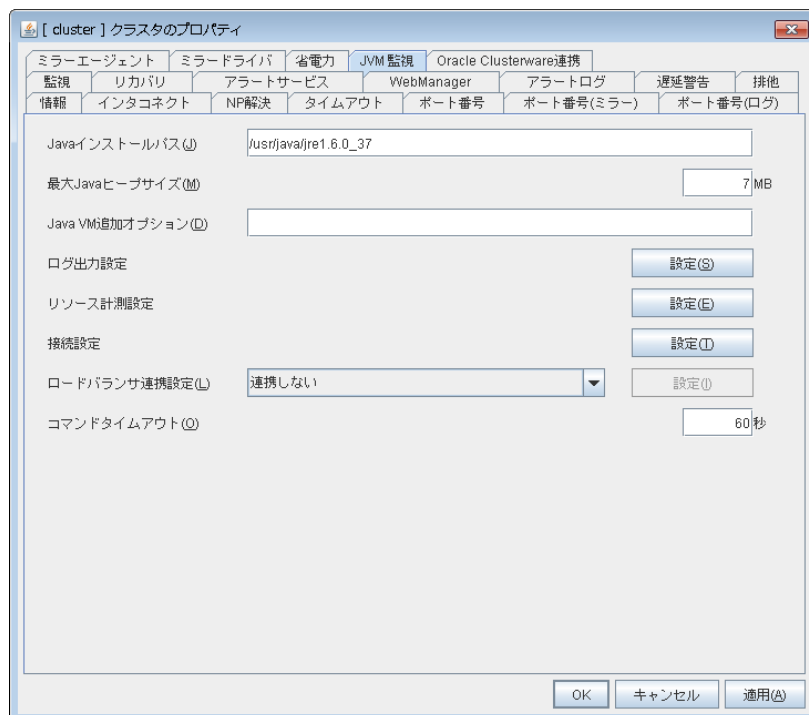 [ cluster ] クラスタのプロパティ
ミラーエージェント ミラードライバ 省電力 JVM監視 Oracle Clusterware連携
監視 リカバリ アラートサービス WebManager アラートログ 遅延警告 排他
情報 インタコネクト NP解決 タイムアウト ポート番号 ポート番号(ミラー) ポート番号(ログ)
Javaインストールパス(J) /usr/java/jre1.6.0_37
最大Javaヒープサイズ(M) 7 MB
Java VM追加オプション(D)
ログ出力設定 設定(S)
リソース計測設定 設定(E)
接続設定 設定(T)
ロードバランサ連携設定(L) 連携しない 設定(I)
コマンドタイムアウト(O) 60 秒
OK キャンセル 適用(A)